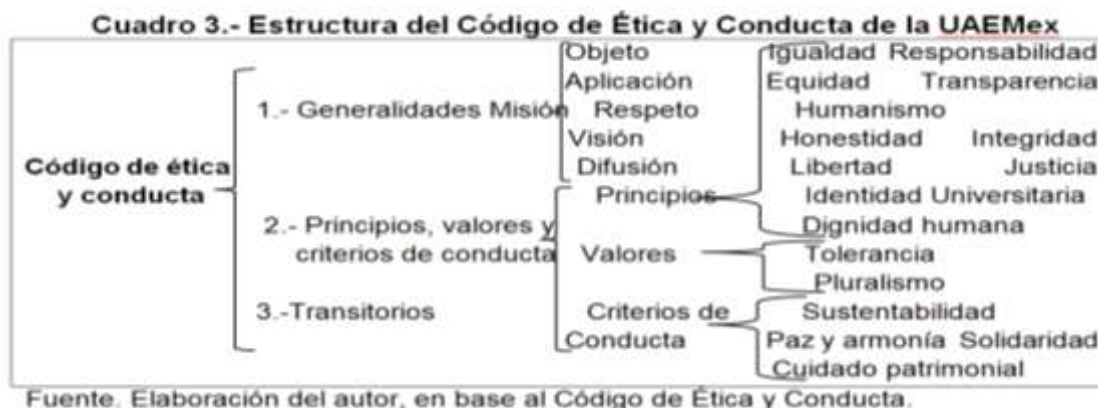 Cuadro 3.- Estructura del Código de Ética y Conducta de la UAEMex
Objeto Igualdad Responsabilidad
Aplicación Equidad Transparencia
1.- Generalidades Misión Respeto Humanismo
Visión Honestidad Integridad
Código de ética Difusión Libertad Justicia
y conducta Principios Identidad Universitaria
2.- Principios, valores y Dignidad humana
criterios de conducta Valores Tolerancia
Pluralismo
3.-Transitorios Criterios de Sustentabilidad
Conducta Paz y armonía Solidaridad
Cuidado patrimonial
Fuente. Elaboración del autor, en base al Código de Ética y Conducta.